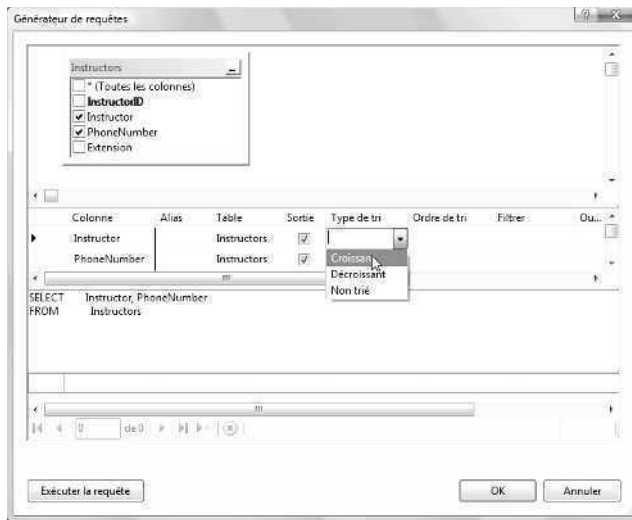 Générateur de requêtes
Instructors
* (Toutes les colonnes)
InstructorID
Instructor
PhoneNumber
Extension
Colonne Alias Table Sortie Type de tri Ordre de tri Filtrer Ou...
Instructor Instructors
PhoneNumber Instructors
Croissant
Décroissant
Non trié
SELECT Instructor, PhoneNumber
FROM Instructors
0 de 0
Exécuter la requête OK Annuler